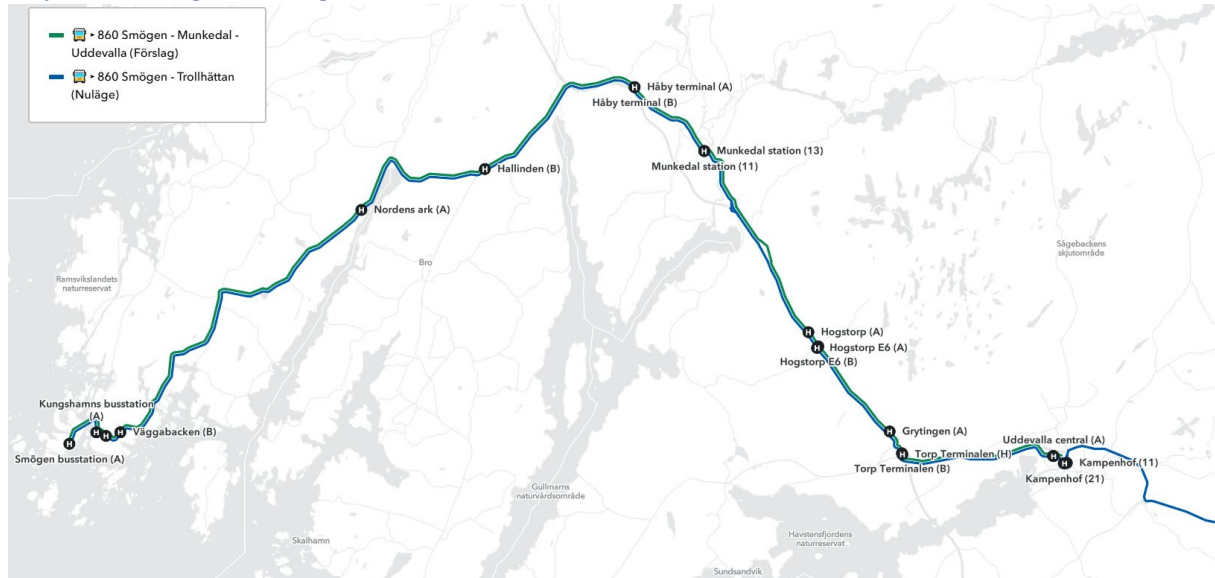 860 Smögen - Munkedal -
Uddevalla (Förslag)
860 Smögen - Trollhättan
(Nuläge)
Håby terminal (A)
Håby terminal (B)
Munkedal station (13)
Munkedal station (11)
Hallinden (B)
Nordens ark (A)
Bro
Sågebackens
skjutområde
Ramsvikslandets
naturreservat
Hogstorp (A)
Hogstorp E6 (A)
Hogstorp E6 (B)
Kungshamns busstation
(A)
Väggabacken (B)
Smögen busstation (A)
Grytingen (A)
Torp Terminalen (H)
Torp Terminalen (B)
Uddevalla central (A)
Kampenhof (11)
Kampenhof (21)
Gullmarns
naturvårdsområde
Havstensfjordens
naturreservat
Skalhamn
Sundsandvik